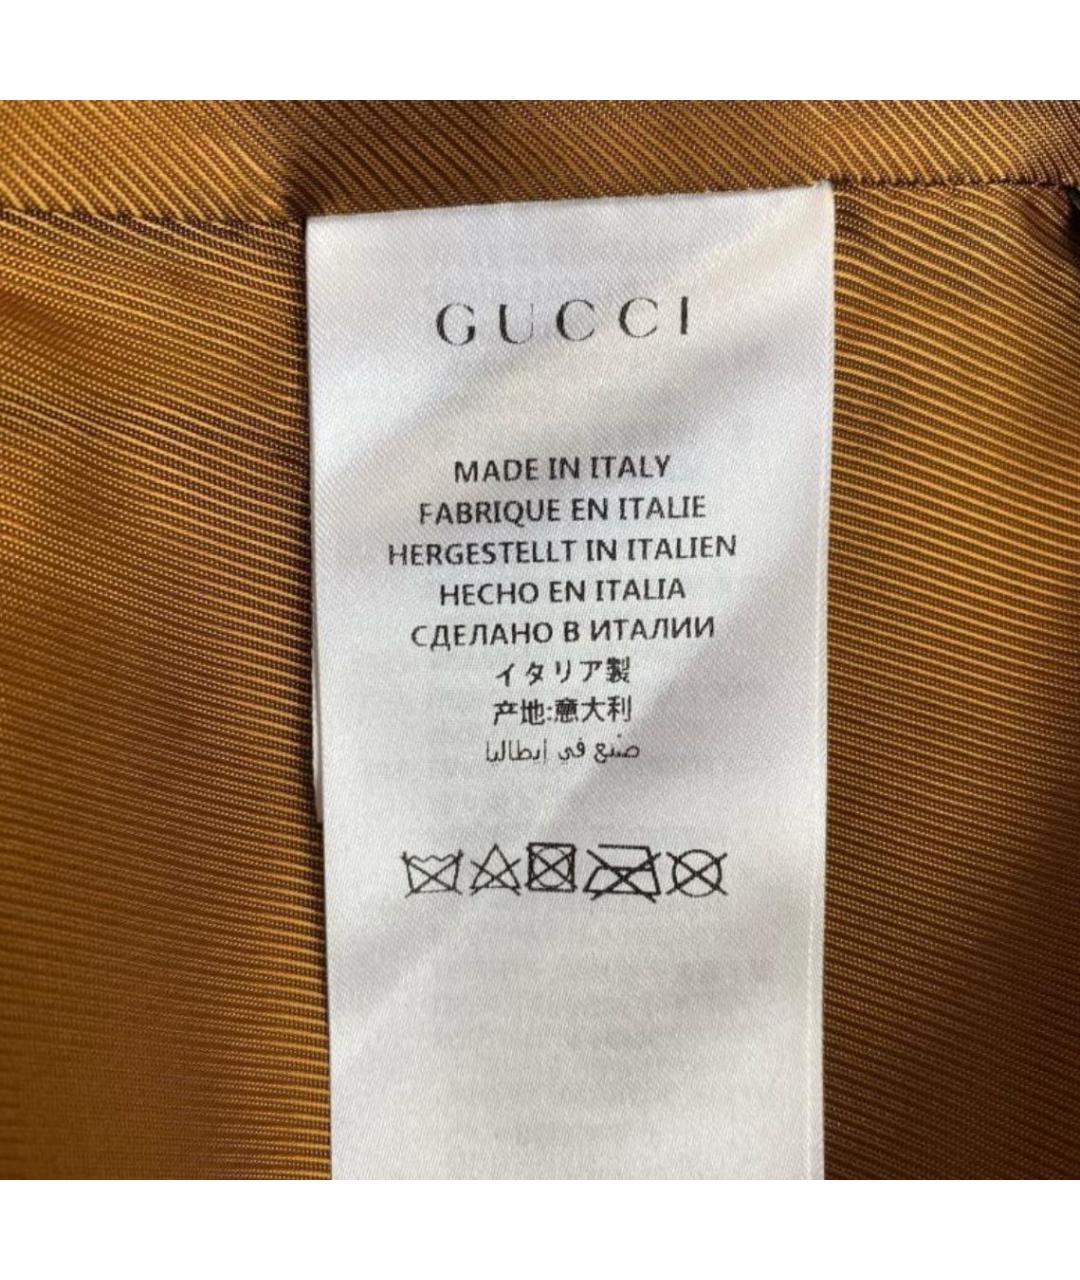 GUCCI
MADE IN ITALY
FABRIQUE EN ITALIE
HERGESTELLT IN ITALIEN
HECHO EN ITALIA
СДЕЛАНО В ИТАЛИИ
イタリア製
产地:意大利
صنع في إيطاليا